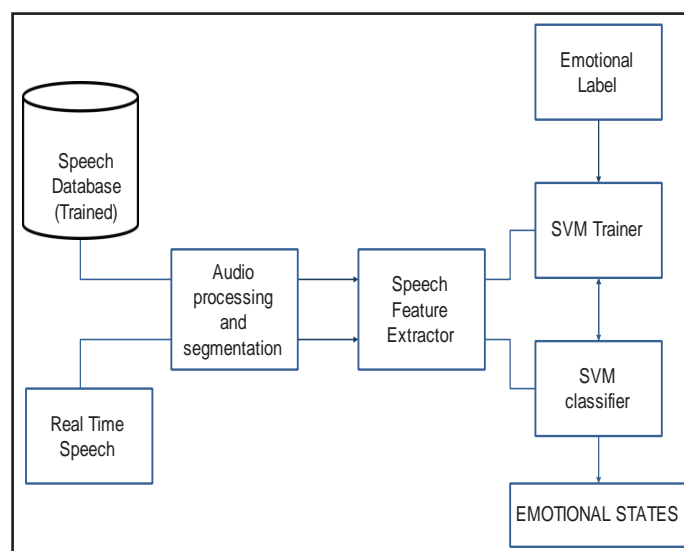 Emotional
Label
Speech
Database
(Trained)
SVM Trainer
Audio
processing
and
segmentation
Speech
Feature
Extractor
Real Time
Speech
SVM
classifier
EMOTIONAL STATES